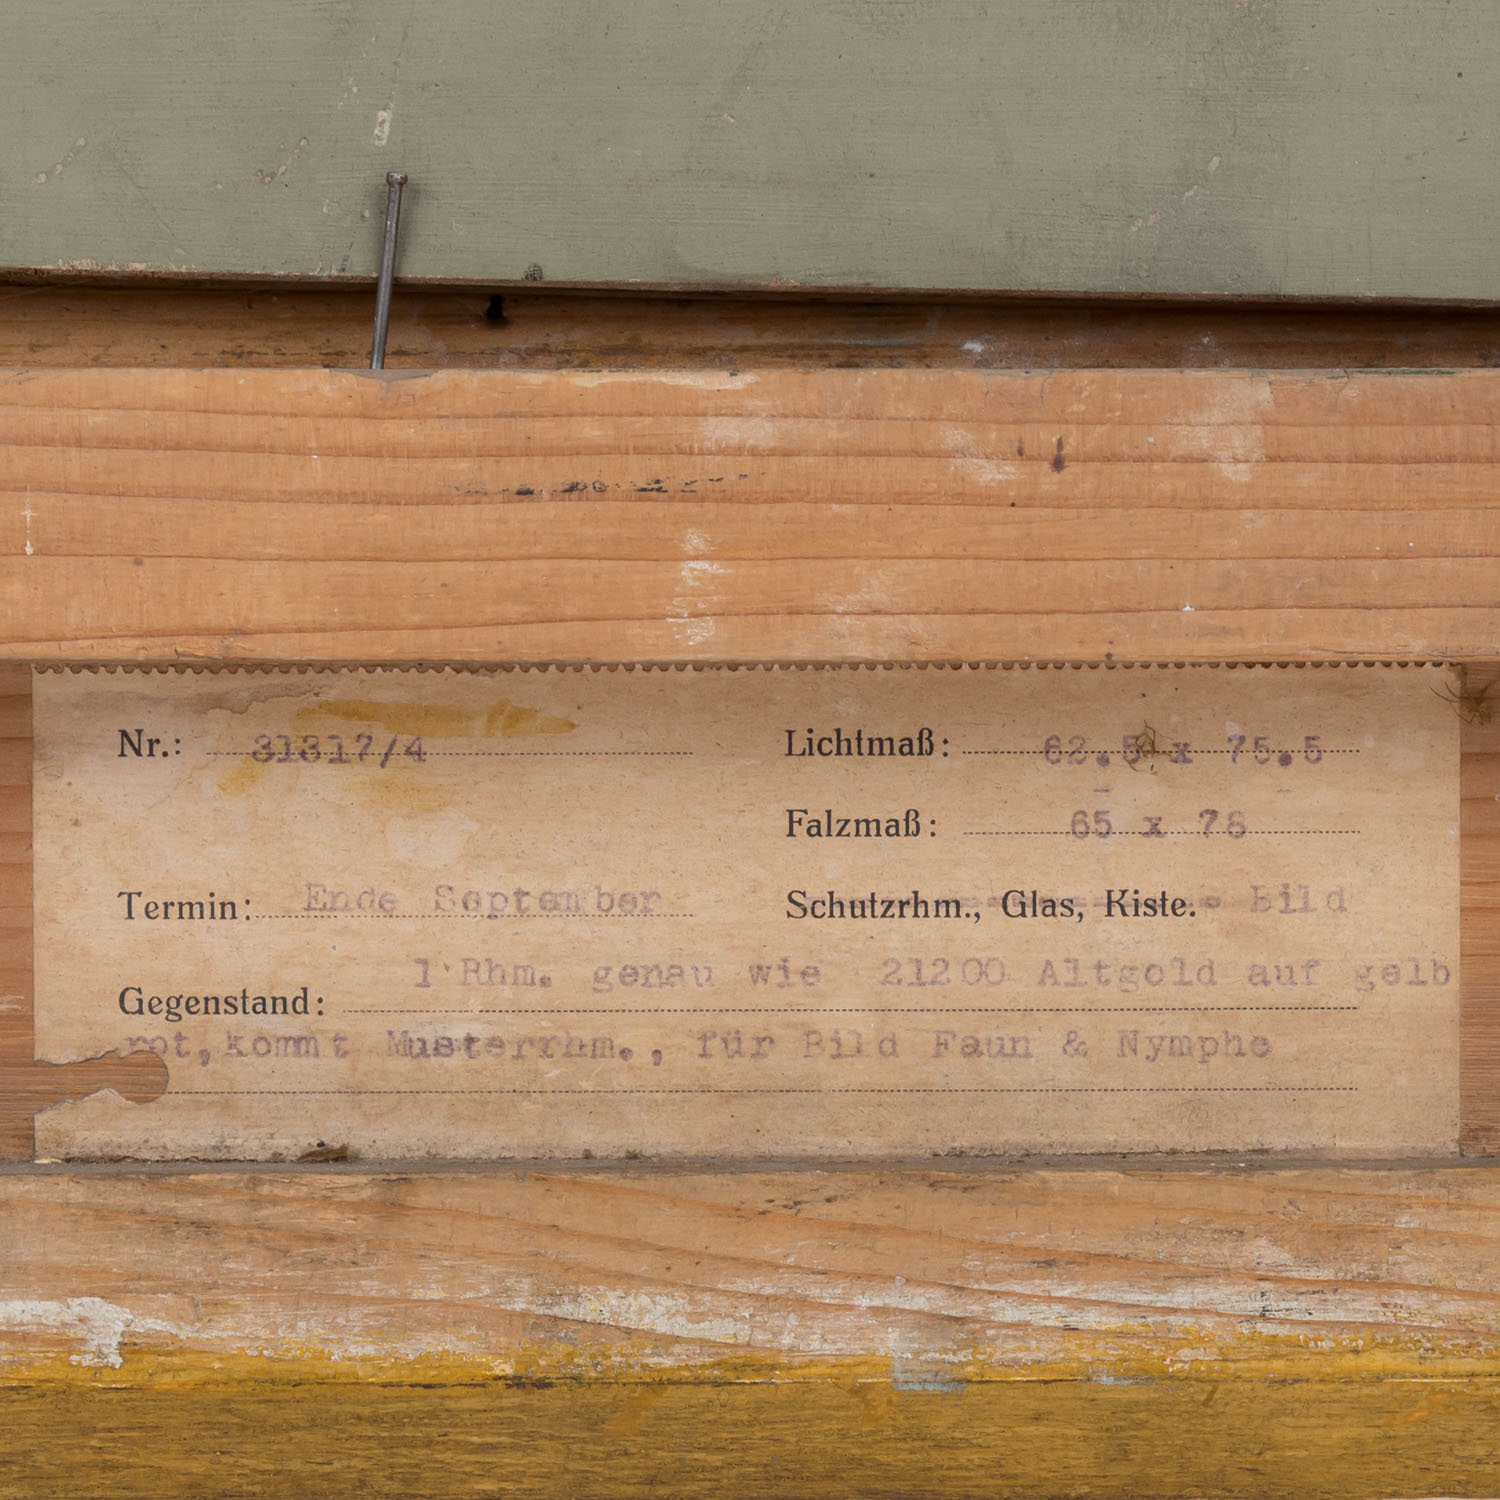 Nr.: 31317/4 Lichtmaß: 62.5 x 75.5
Falzmaß: 65 x 78
Termin: Ende September Schutzrhm., Glas, Kiste. Bild
1 Rhm. genau wie 21200 Altgold auf gelb
Gegenstand:
rot, kommt Musterrhm., für Bild Faun & Nymphe